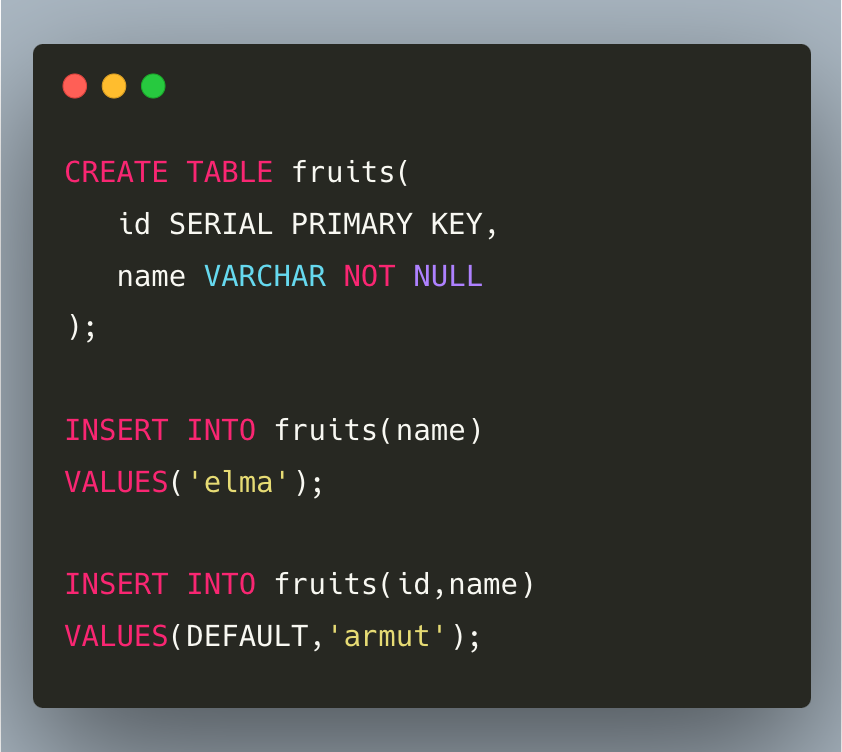 CREATE TABLE fruits(
   id SERIAL PRIMARY KEY,
   name VARCHAR NOT NULL
);

INSERT INTO fruits(name)
VALUES('elma');

INSERT INTO fruits(id,name)
VALUES(DEFAULT,'armut');